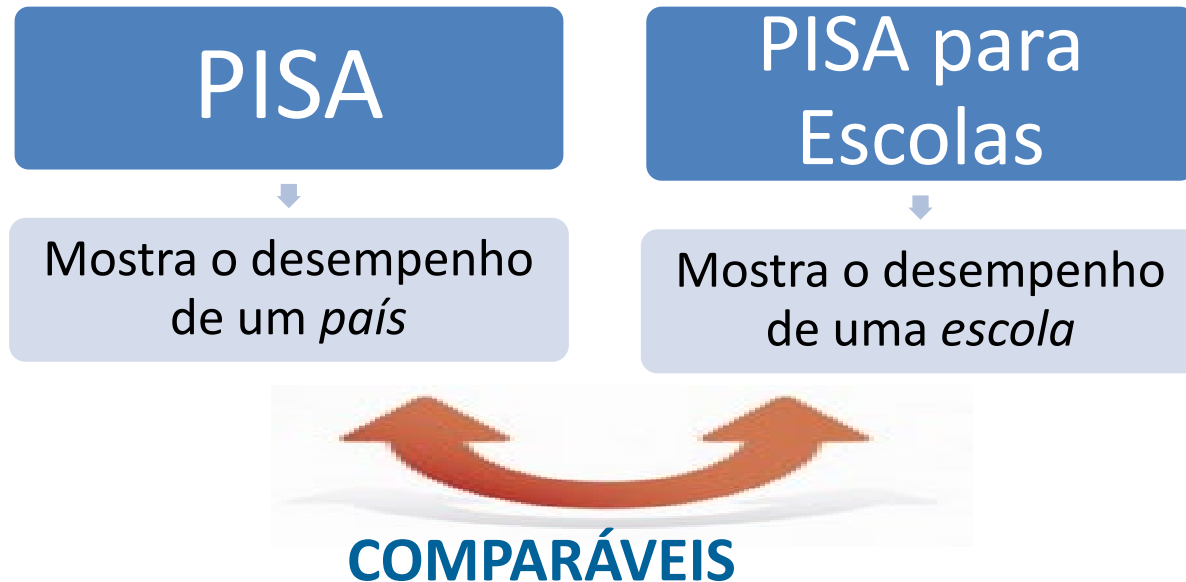 PISA
Mostra o desempenho
de um país
PISA para
Escolas
Mostra o desempenho
de uma escola
COMPARÁVEIS